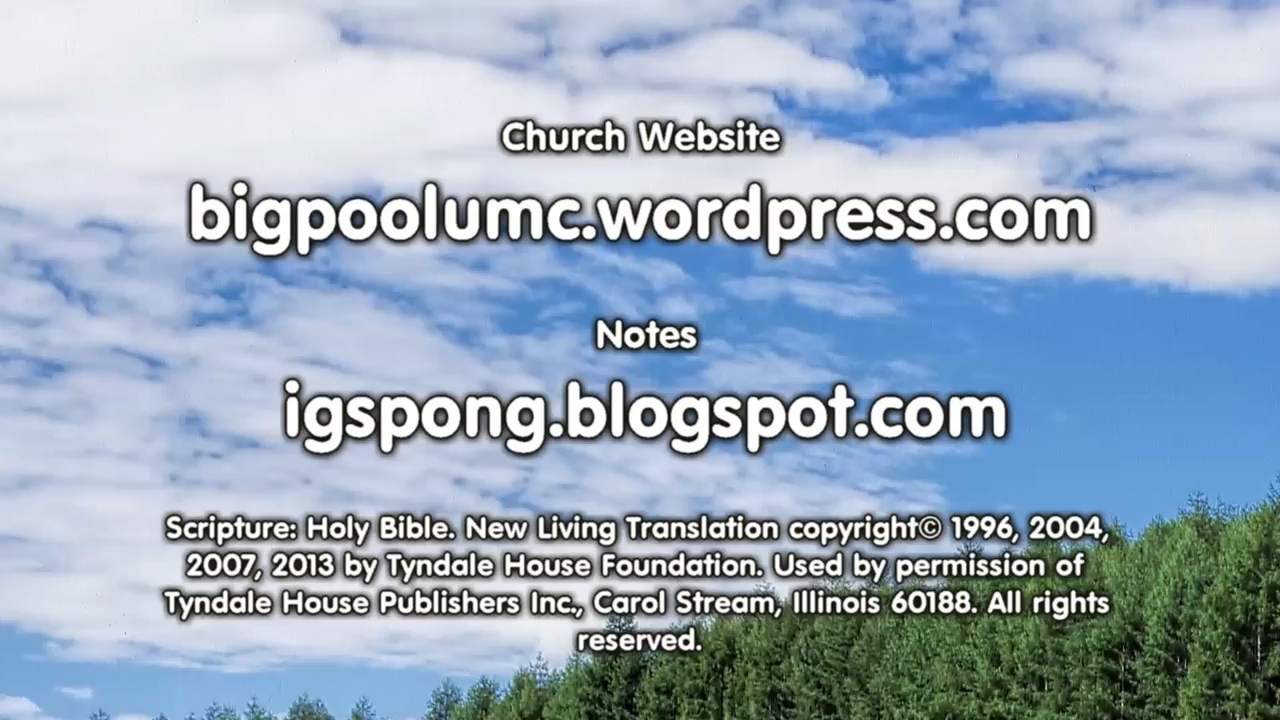 Church Website
bigpoolumc.wordpress.com
Notes
igspong.blogspot.com
Scripture: Holy Bible. New Living Translation copyright© 1996, 2004,
2007, 2013 by Tyndale House Foundation. Used by permission of
Tyndale House Publishers Inc., Carol Stream, Illinois 60188. All rights
reserved.